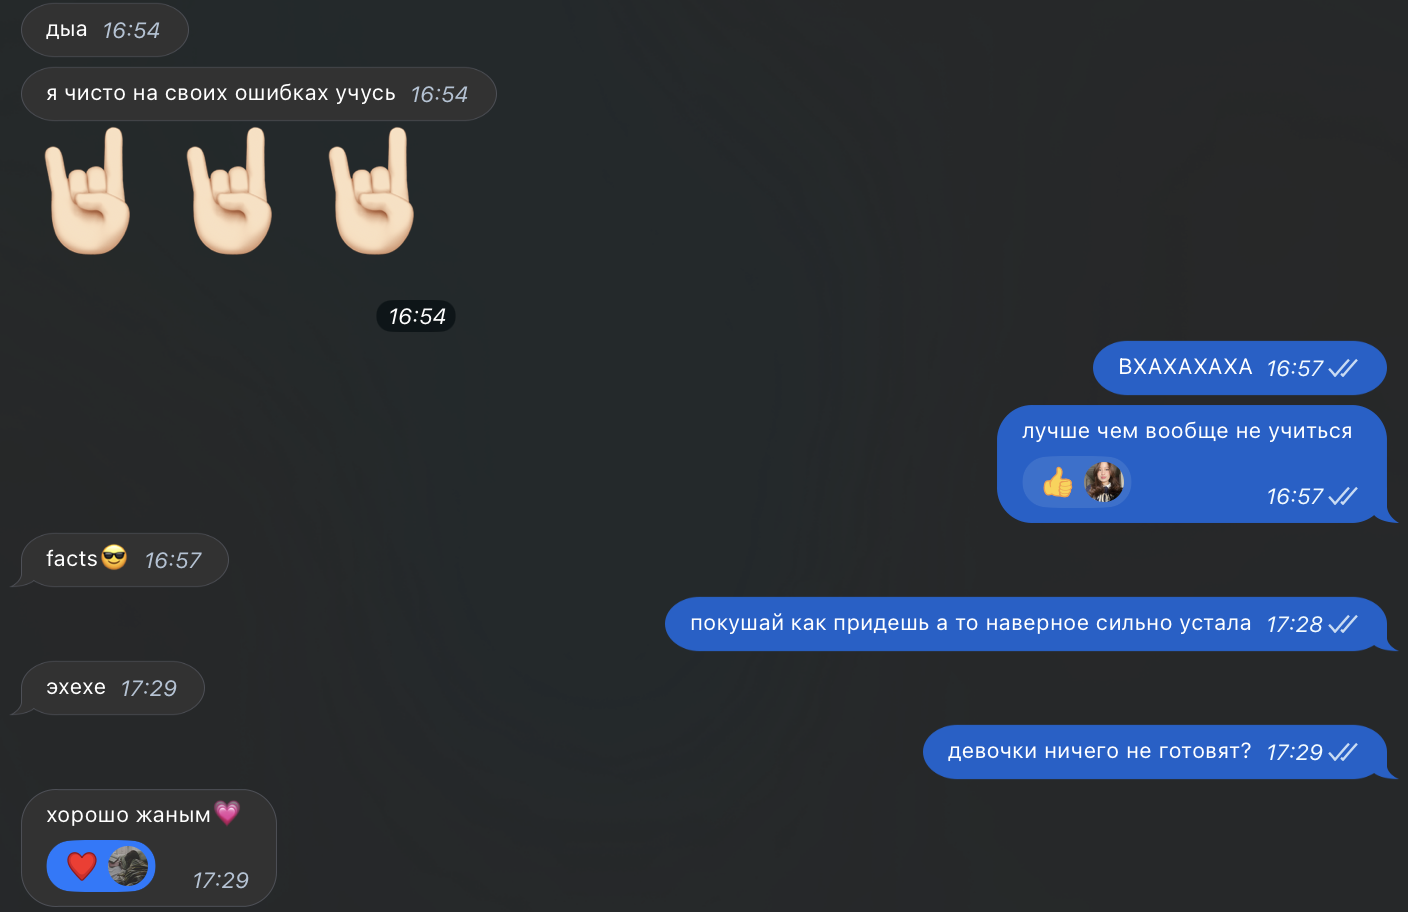 дыа 16:54
я чисто на своих ошибках учусь 16:54
🤘🏻🤘🏻🤘🏻
16:54
ВХАХАХАХА 16:57
лучше чем вообще не учиться
👍 16:57
facts😎 16:57
покушай как придешь а то наверное сильно устала 17:28
эхехе 17:29
девочки ничего не готовят? 17:29
хорошо жаным💗
❤️ 17:29